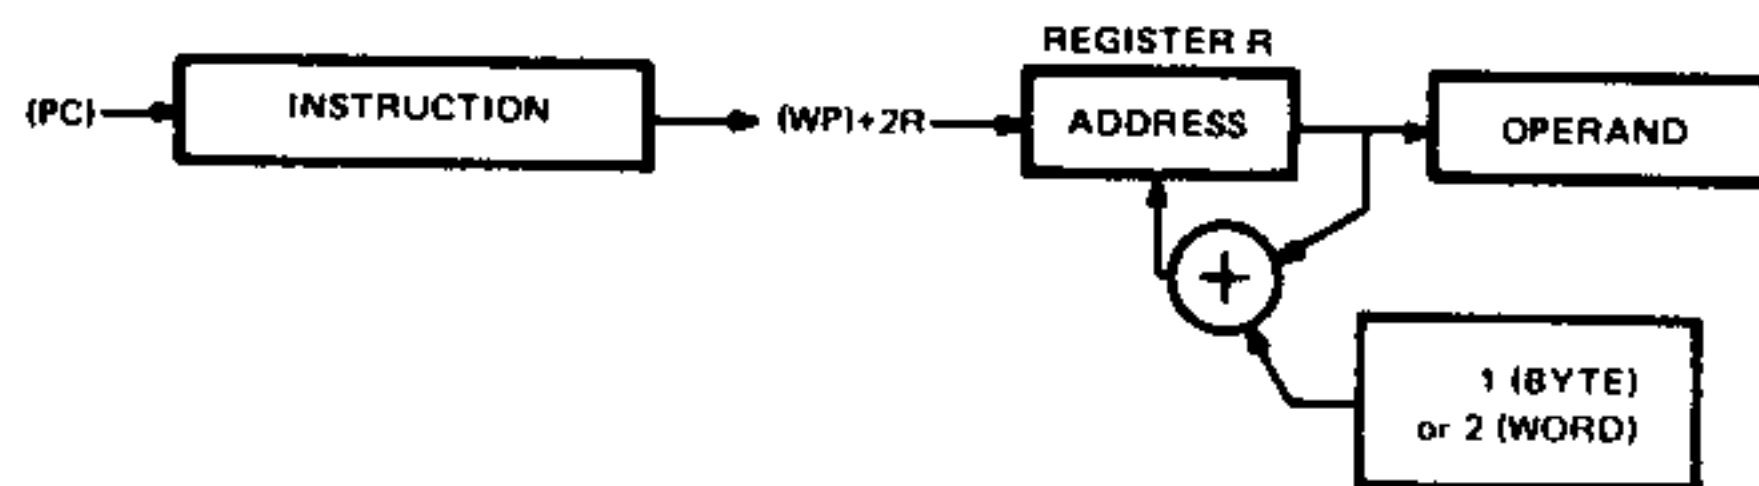 REGISTER R
(PC)
INSTRUCTION
(WP)+2R
ADDRESS
OPERAND
+
1 (BYTE)
or 2 (WORD)